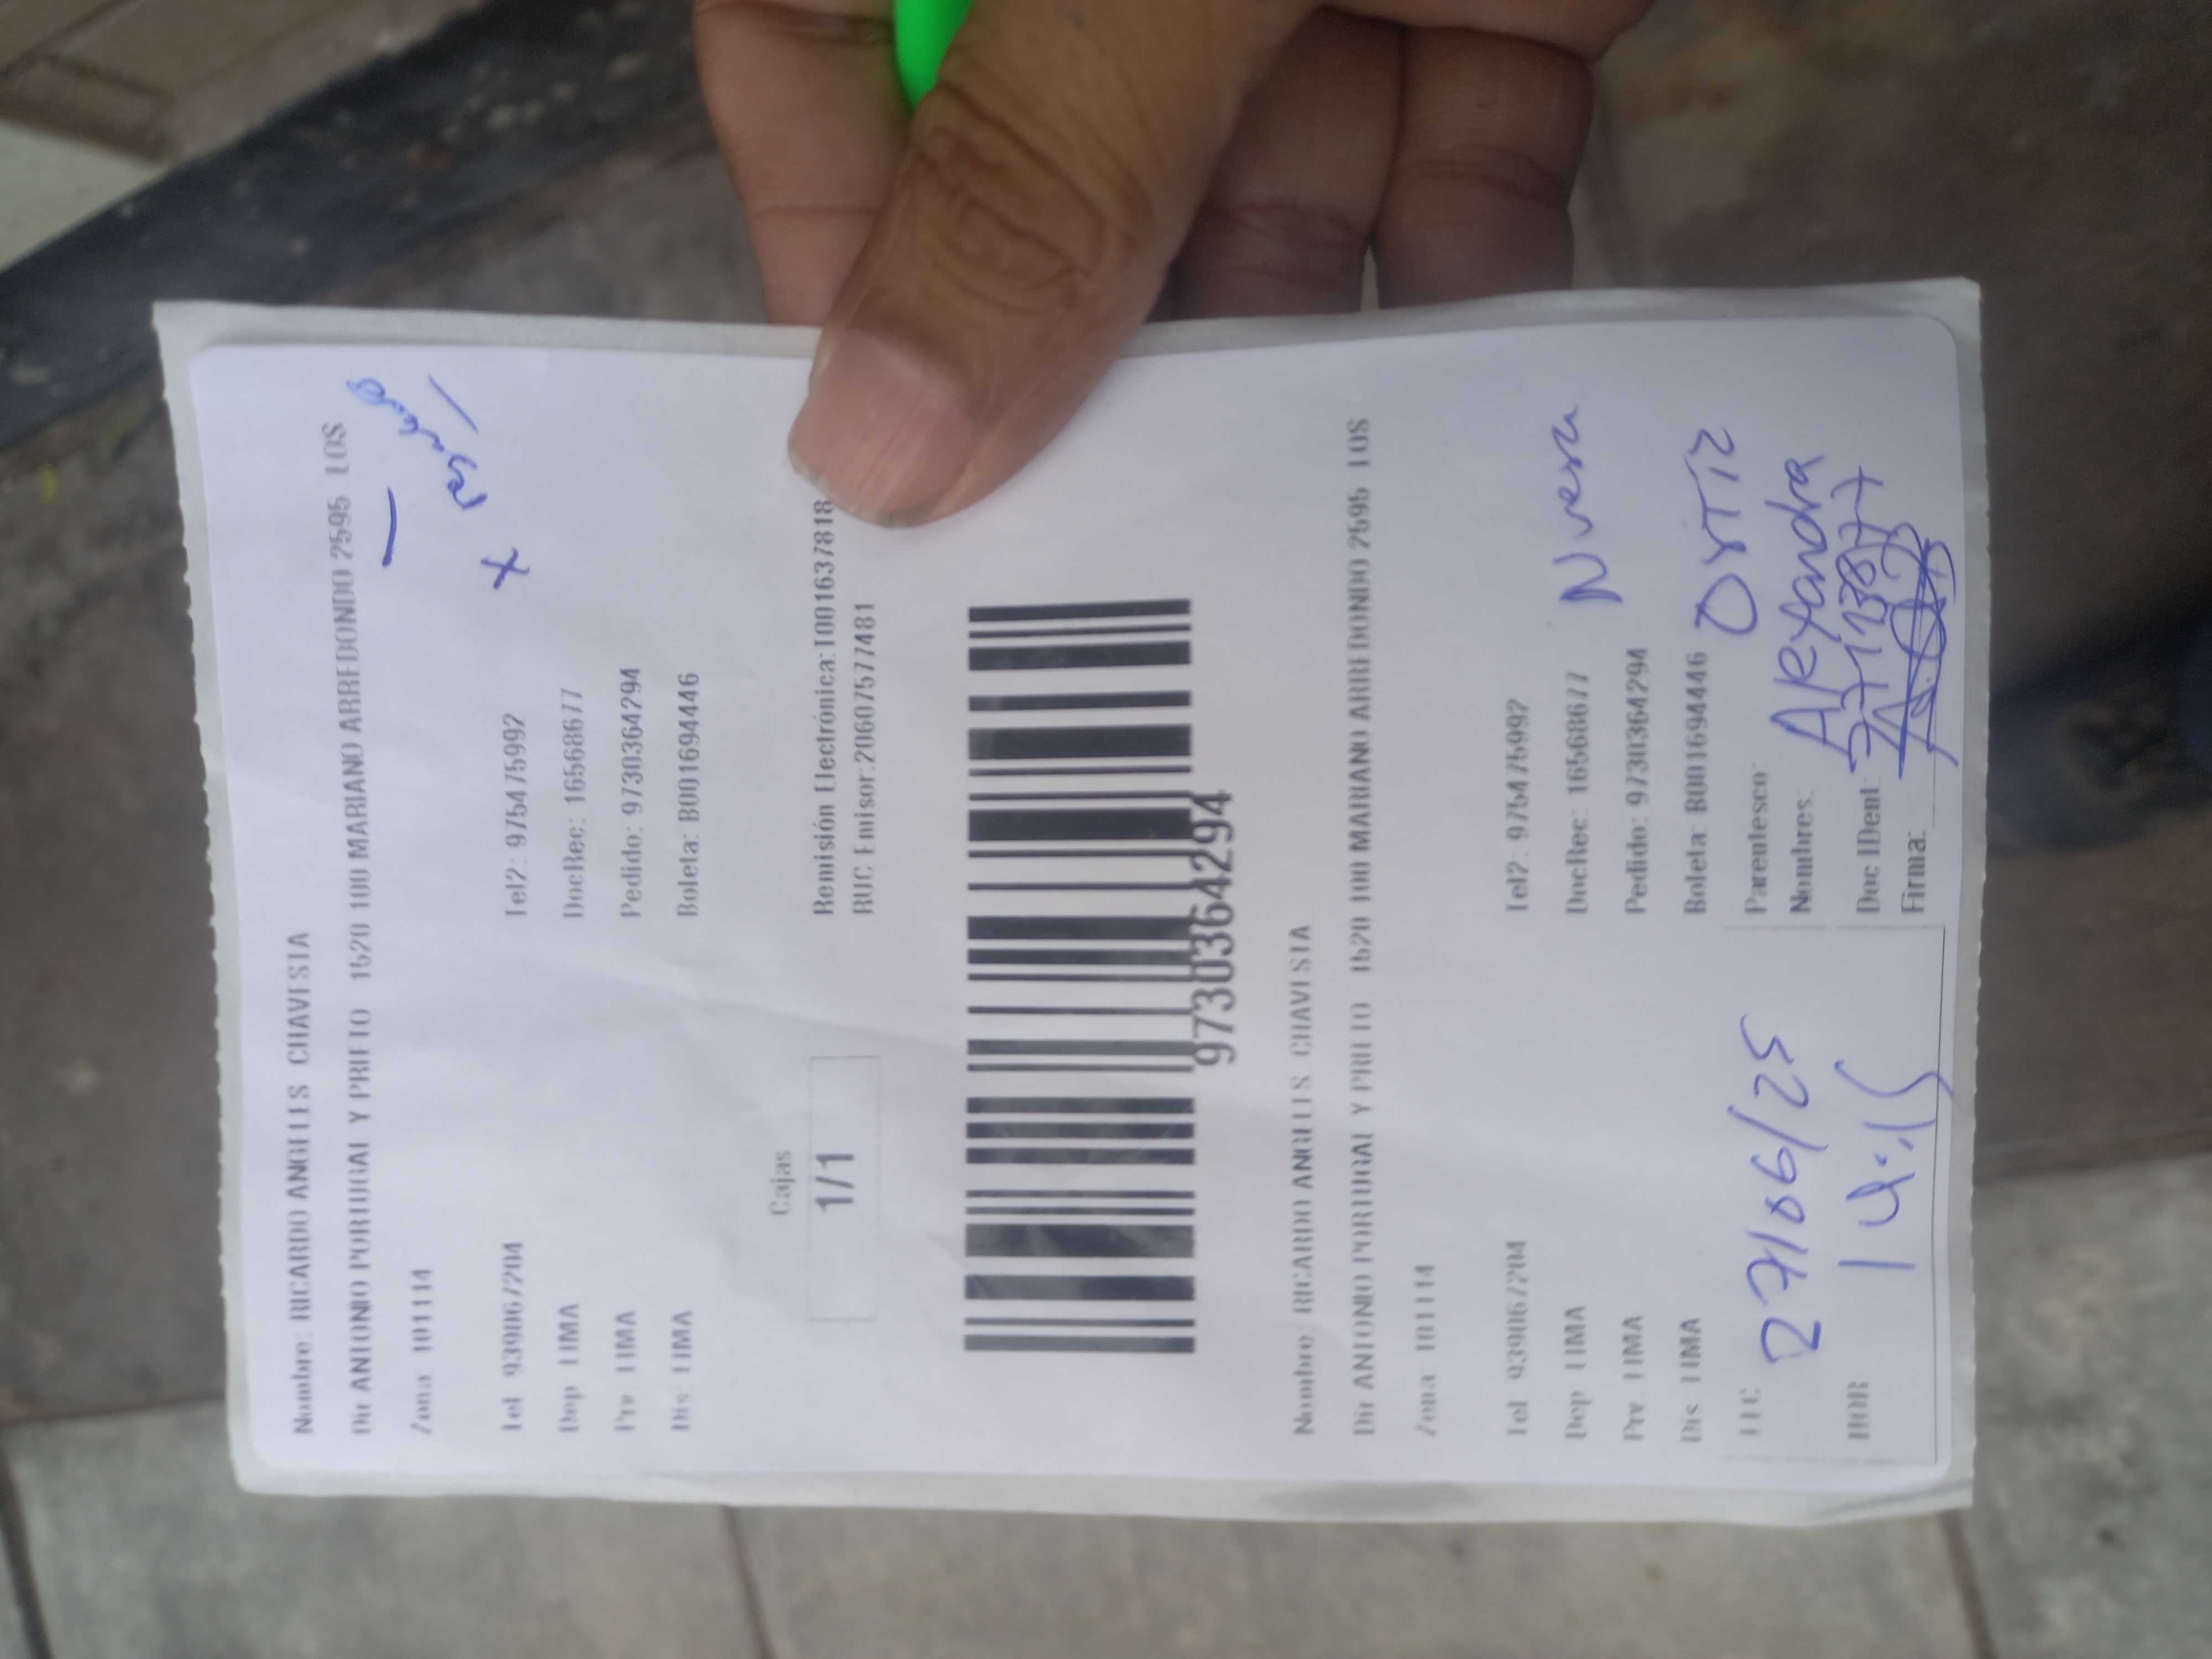 Nombre: RICARDO ANGELES CHAVESTA
Dir ANTONIO PORTUGAL Y PRIETO 1520 100 MARIANO ARREDONDO 2595 LOS
Zona: 101114
Tel 939067204 Tel2: 975475992
Dep LIMA DocRec: 16568677
Prv LIMA Pedido: 9730364294
Dis: LIMA Boleta: B001694446
X
Cajas
1/1
Remisión Electrónica:T001637818
RUC Emisor:20607577481
9730364294
Nombre: RICARDO ANGELES CHAVESTA
Dir ANTONIO PORTUGAL Y PRIETO 1520 100 MARIANO ARREDONDO 2595 LOS
Zona: 101114
Tel 939067204 Tel2: 975475992
Dep LIMA DocRec: 16568677 Nuera
Prv LIMA Pedido: 9730364294
Dis LIMA Boleta: B001694446 Ortiz
FEC 27/06/25 Parentesco:
Nombres: Alexandra
HOR 14:15 Doc IDent:
Firma: